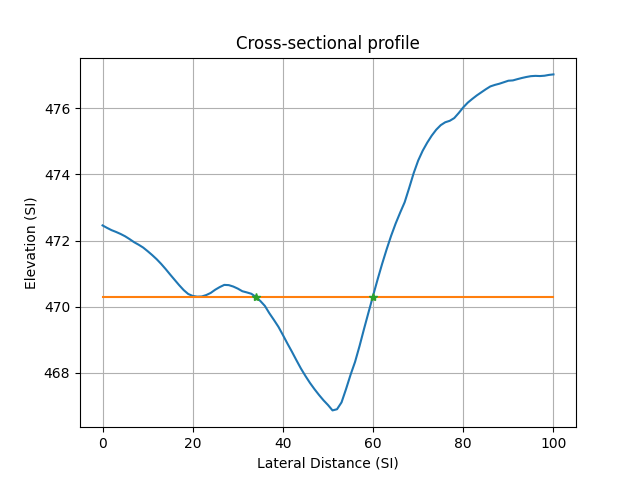 Cross-sectional profile
Elevation (SI)
476
474
472
470
468
0 20 40 60 80 100
Lateral Distance (SI)